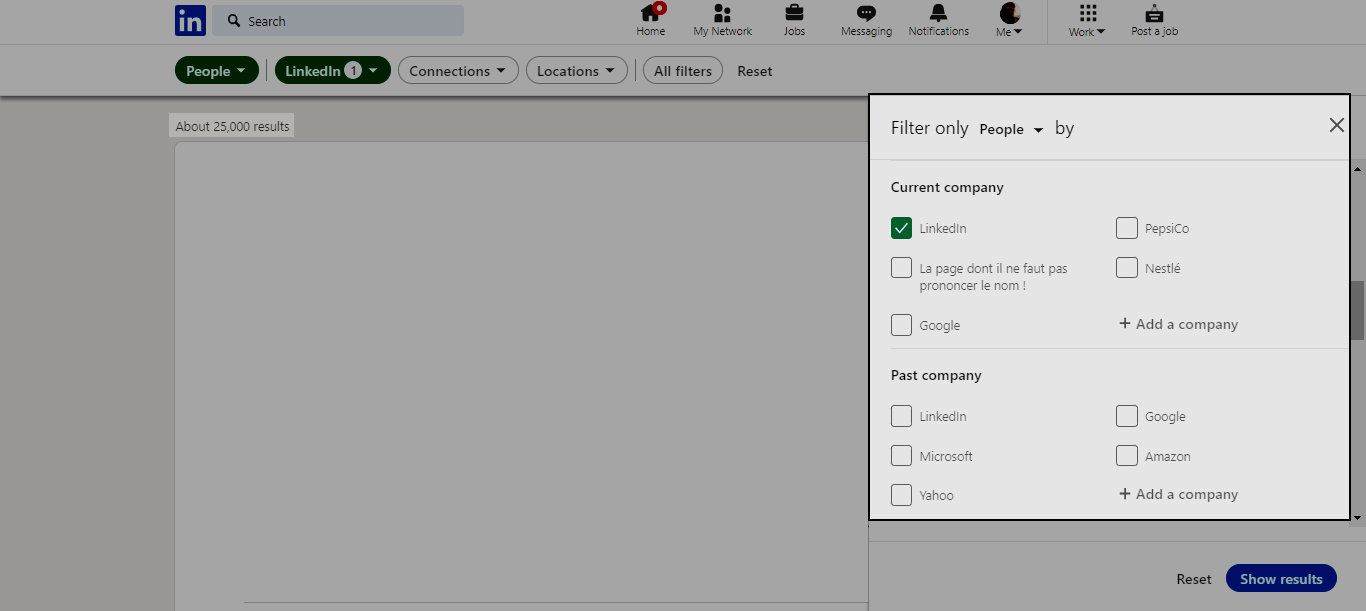 in
Search
Home
My Network
Jobs
Messaging
Notifications
Me
Work
Post a job
People
LinkedIn 1
Connections
Locations
All filters
Reset
About 25,000 results
Filter only People by
Current company
LinkedIn
PepsiCo
La page dont il ne faut pas
prononcer le nom !
Nestlé
Google
+ Add a company
Past company
LinkedIn
Google
Microsoft
Amazon
Yahoo
+ Add a company
Reset
Show results